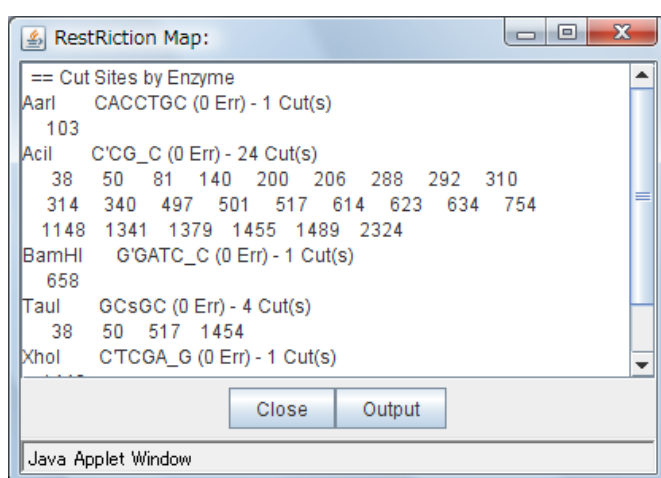 RestRiction Map:
== Cut Sites by Enzyme
AarI CACCTGC (0 Err) - 1 Cut(s)
103
AciI C'CG_C (0 Err) - 24 Cut(s)
38 50 81 140 200 206 288 292 310
314 340 497 501 517 614 623 634 754
1148 1341 1379 1455 1489 2324
BamHI G'GATC_C (0 Err) - 1 Cut(s)
658
TauI GCsGC (0 Err) - 4 Cut(s)
38 50 517 1454
XhoI C'TCGA_G (0 Err) - 1 Cut(s)
Close Output
Java Applet Window